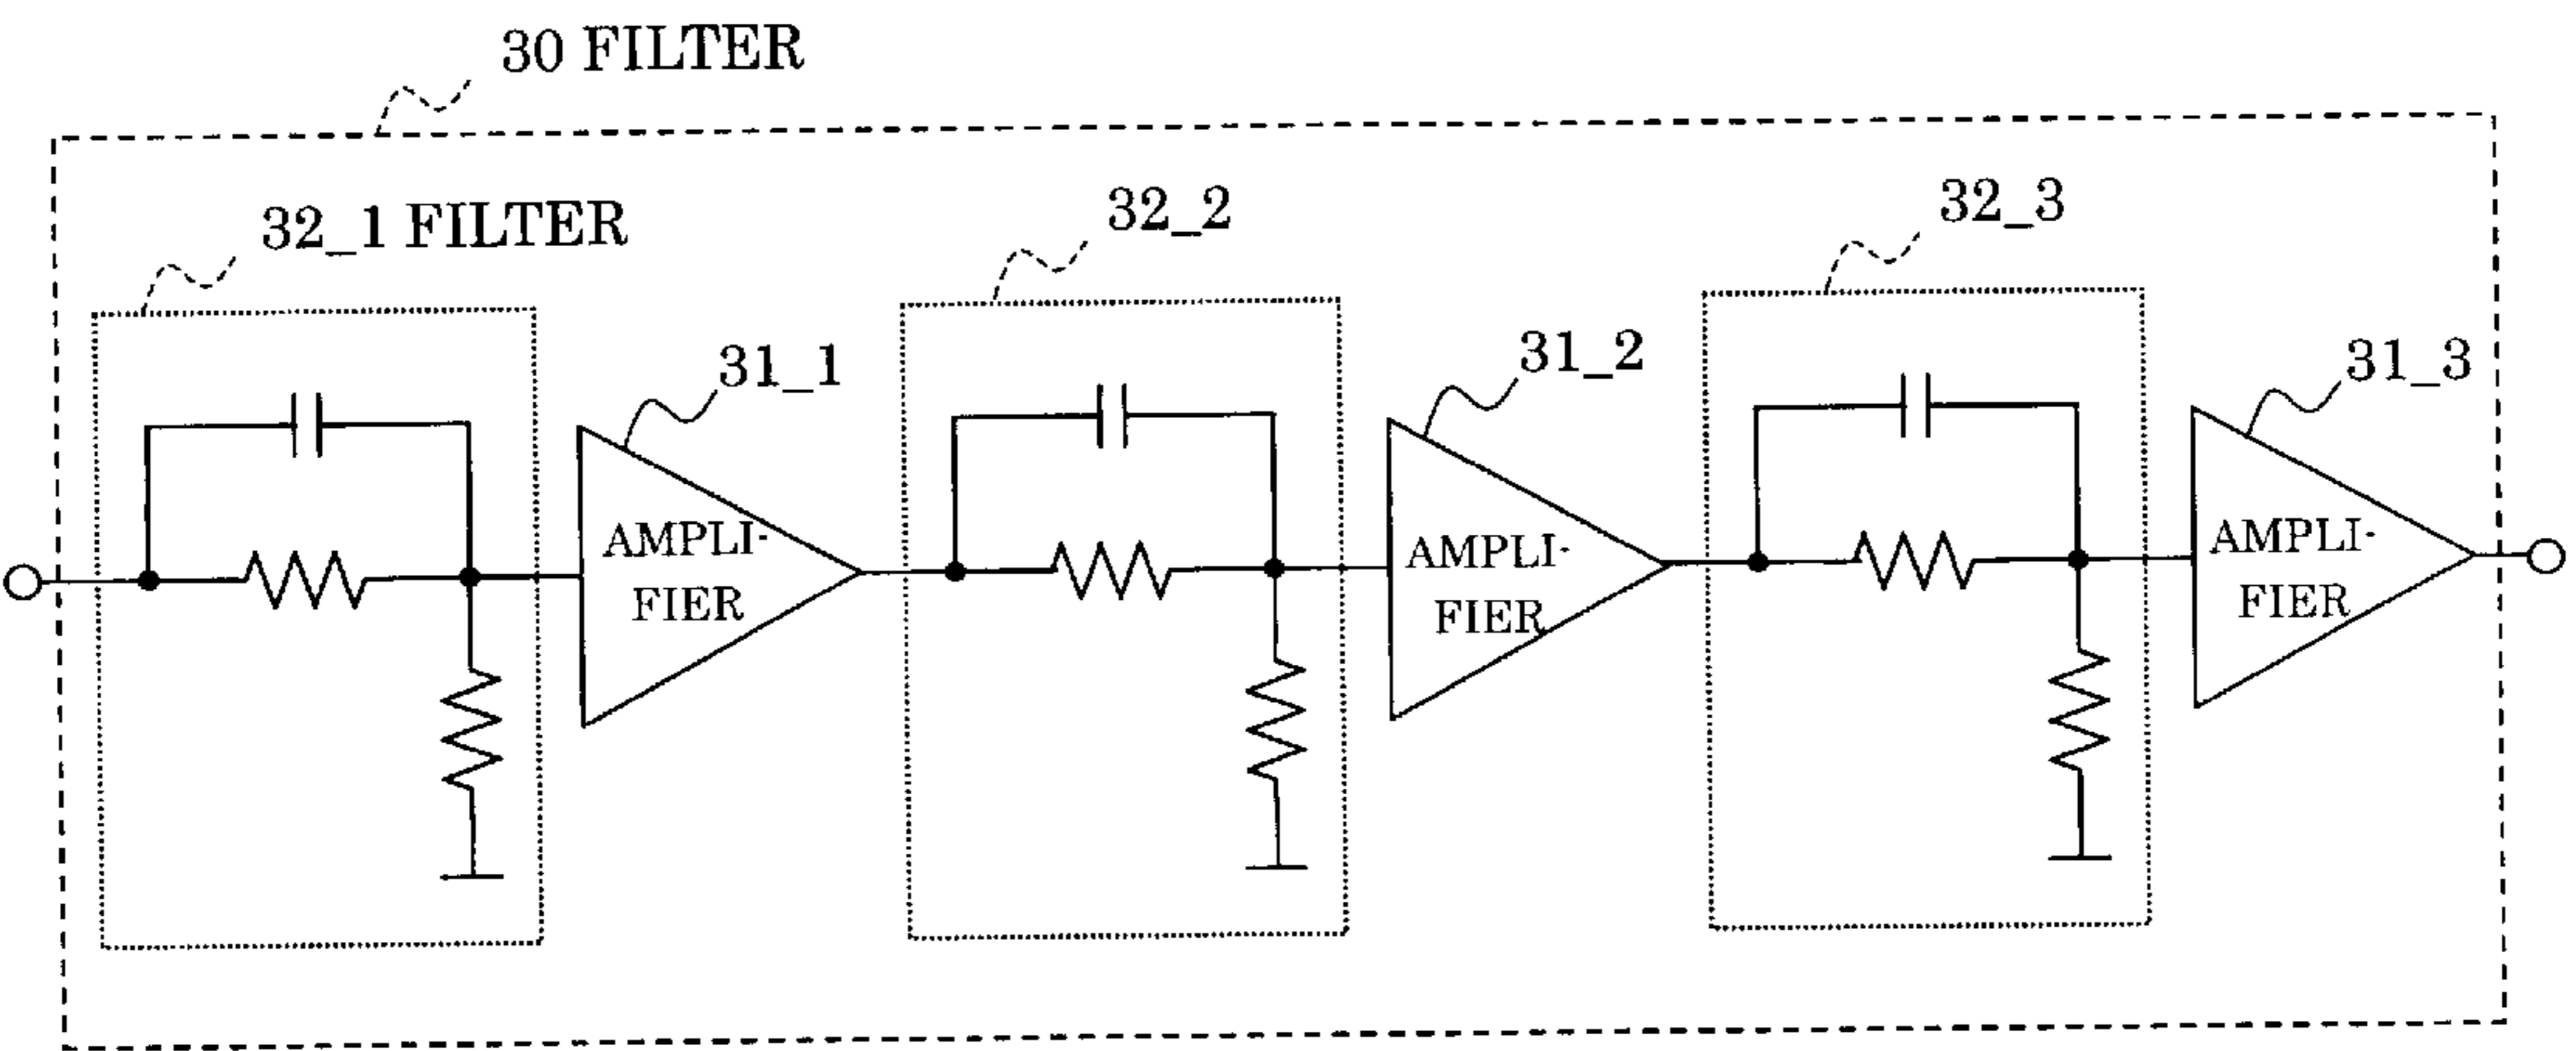 30 FILTER
32_1 FILTER
32_2
32_3
31_1
31_2
31_3
AMPLI-
FIER
AMPLI-
FIER
AMPLI-
FIER